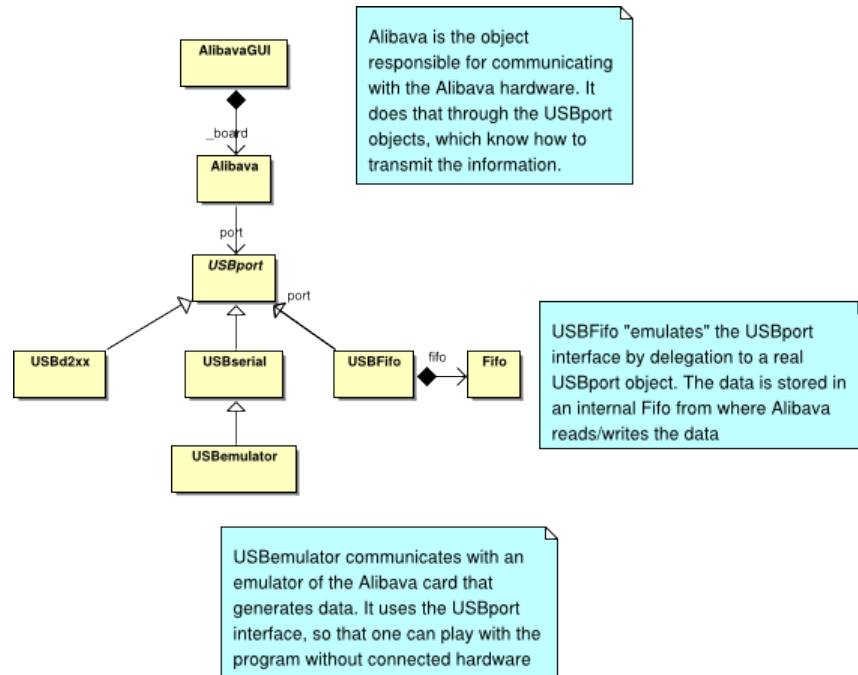 AlibavaGUI
Alibava is the object
responsible for communicating
with the Alibava hardware. It
does that through the USBport
objects, which know how to
transmit the information.
_board
Alibava
port
USBport
port
USBFifo "emulates" the USBport
interface by delegation to a real
USBport object. The data is stored in
an internal Fifo from where Alibava
reads/writes the data
USBd2xx
USBserial
USBFifo
fifo
Fifo
USBemulator
USBemulator communicates with an
emulator of the Alibava card that
generates data. It uses the USBport
interface, so that one can play with the
program without connected hardware